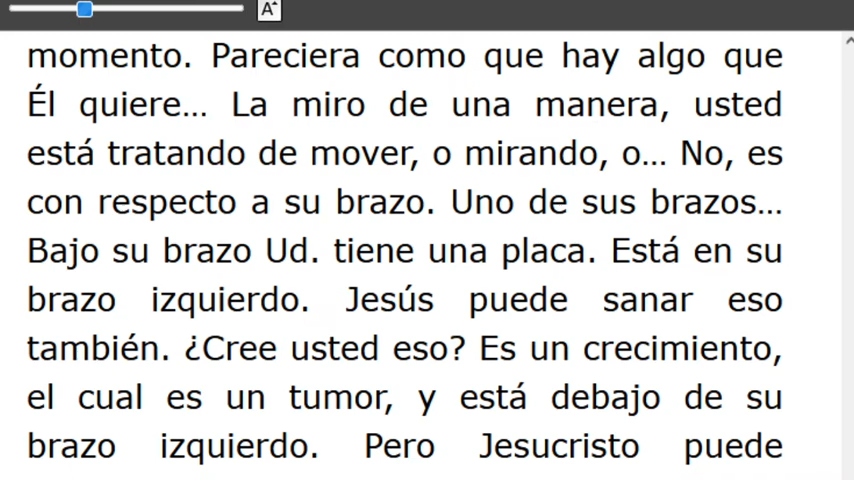 A
momento. Pareciera como que hay algo que
Él quiere... La miro de una manera, usted
está tratando de mover, o mirando, o... No, es
con respecto a su brazo. Uno de sus brazos...
Bajo su brazo Ud. tiene una placa. Está en su
brazo izquierdo. Jesús puede sanar eso
también. ¿Cree usted eso? Es un crecimiento,
el cual es un tumor, y está debajo de su
brazo izquierdo. Pero Jesucristo puede